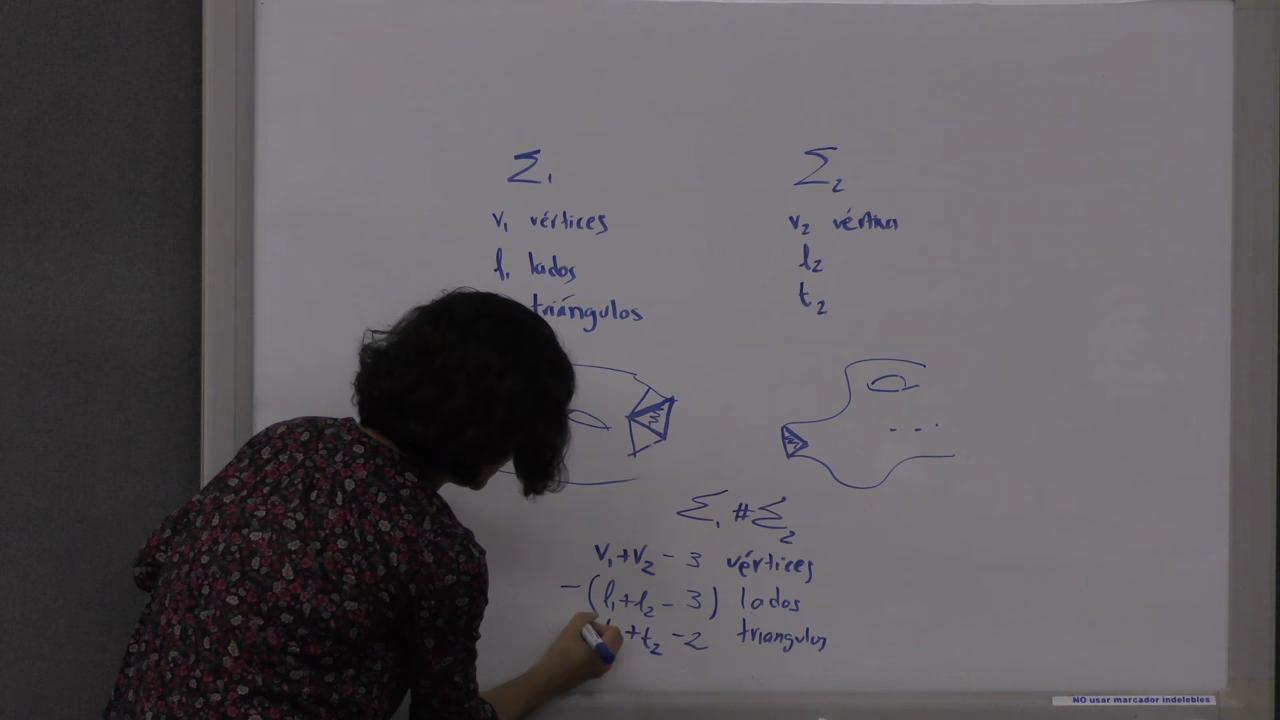 Σ₁ Σ₂
v₁ vértices v₂
l₁ lados l₂
triángulos t₂
Σ₁ # Σ₂
v₁+v₂ - 3 vértices
-(l₁+l₂ - 3) lados
+t₂ -2 triangulos
NO usar marcador indelebles